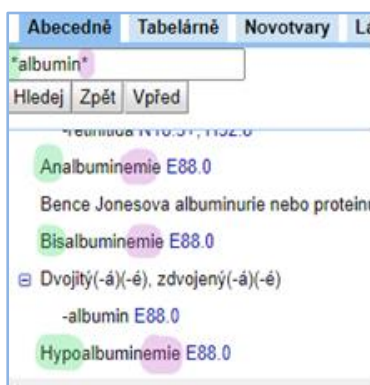 Abecedně Tabelárně Novotvary
*albumin*
Hledej Zpět Vpřed
-retinitida
Analbuminemie E88.0
Bence Jonesova albuminurie nebo
Bisalbuminemie E88.0
Dvojitý(-á)(-é), zdvojený(-á)(-é)
-albumin E88.0
Hypoalbuminemie E88.0